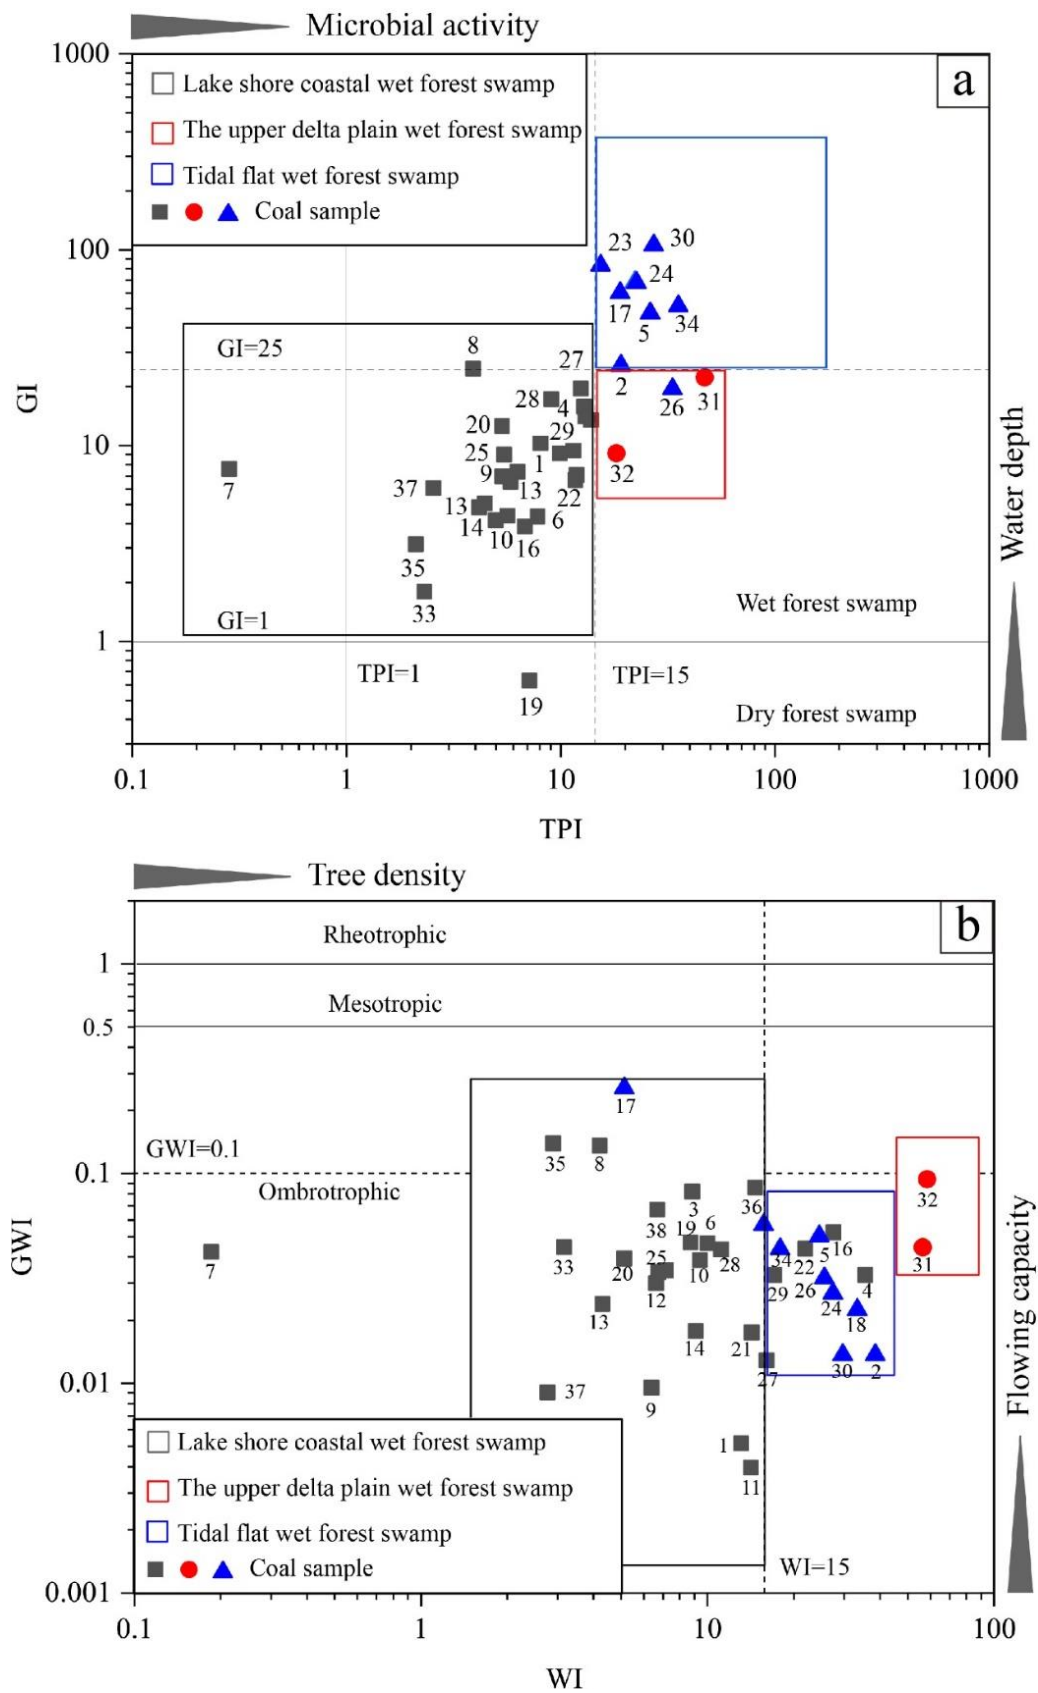 Microbial activity
a
1000
Lake shore coastal wet forest swamp
The upper delta plain wet forest swamp
Tidal flat wet forest swamp
Coal sample
23
30
100
24
17
5
34
GI=25
8
27
2
26
31
28
4
20
29
10
25
1
32
9
7
37
13
22
13
14
10
6
16
35
33
GI=1
Wet forest swamp
1
TPI=1
TPI=15
19
Dry forest swamp
0.1
1
10
100
1000
TPI
GI
Water depth
Tree density
b
Rheotrophic
1
Mesotropic
0.5
17
GWI=0.1
35
8
0.1
Ombrotrophic
36
32
3
38
19
6
34
5
16
7
33
20
25
10
28
22
31
12
29
26
4
13
24
18
14
21
30
2
27
0.01
37
9
1
11
Lake shore coastal wet forest swamp
The upper delta plain wet forest swamp
Tidal flat wet forest swamp
Coal sample
WI=15
0.001
0.1
1
10
100
WI
GWI
Flowing capacity